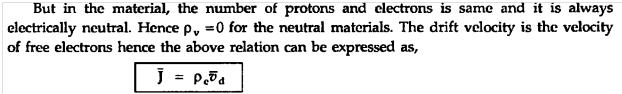 But in the material, the number of protons and electrons is same and it is always
electrically neutral. Hence ρᵥ =0 for the neutral materials. The drift velocity is the velocity
of free electrons hence the above relation can be expressed as,
J̄ = ρₑv̄d